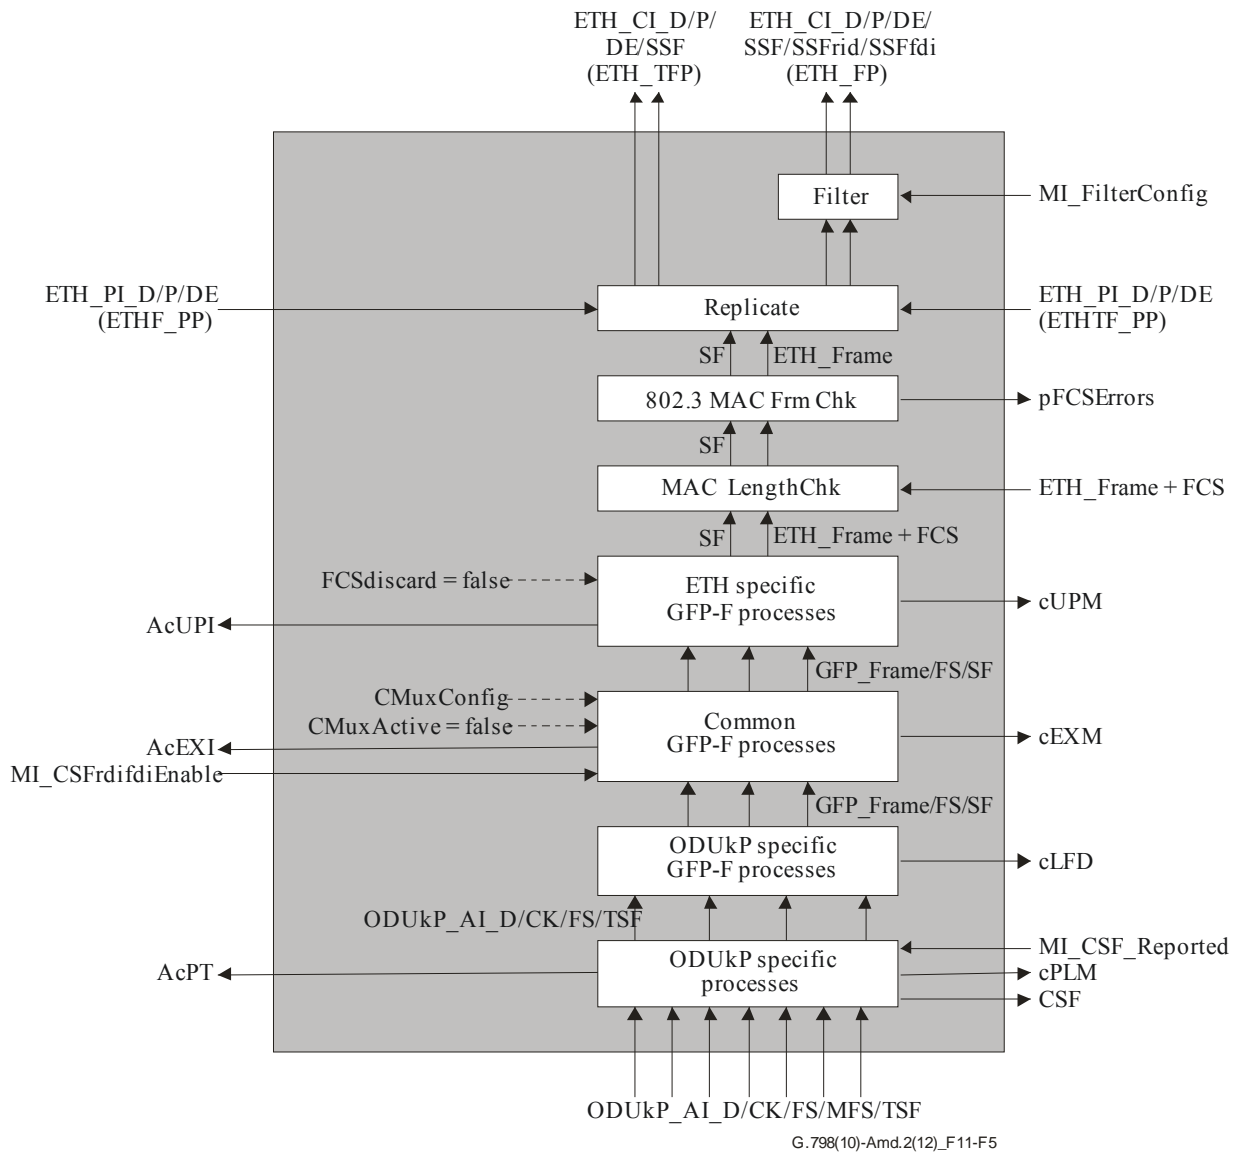 ETH_CI_D/P/
DE/SSF
(ETH_TFP)
ETH_CI_D/P/DE/
SSF/SSFrid/SSFfdi
(ETH_FP)
Filter
MI_FilterConfig
ETH_PI_D/P/DE
(ETHF_PP)
Replicate
ETH_PI_D/P/DE
(ETHTF_PP)
SF
ETH_Frame
802.3 MAC Frm Chk
pFCSErrors
SF
MAC LengthChk
ETH_Frame + FCS
SF
ETH_Frame + FCS
FCSdiscard = false
ETH specific
GFP-F processes
cUPM
AcUPI
GFP_Frame/FS/SF
CMuxConfig
CMuxActive = false
Common
GFP-F processes
cEXM
AcEXI
MI_CSFrdifdiEnable
GFP_Frame/FS/SF
ODUkP specific
GFP-F processes
cLFD
ODUkP_AI_D/CK/FS/TSF
MI_CSF_Reported
AcPT
ODUkP specific
processes
cPLM
CSF
ODUkP_AI_D/CK/FS/MFS/TSF
G.798(10)-Amd.2(12)_F11-F5